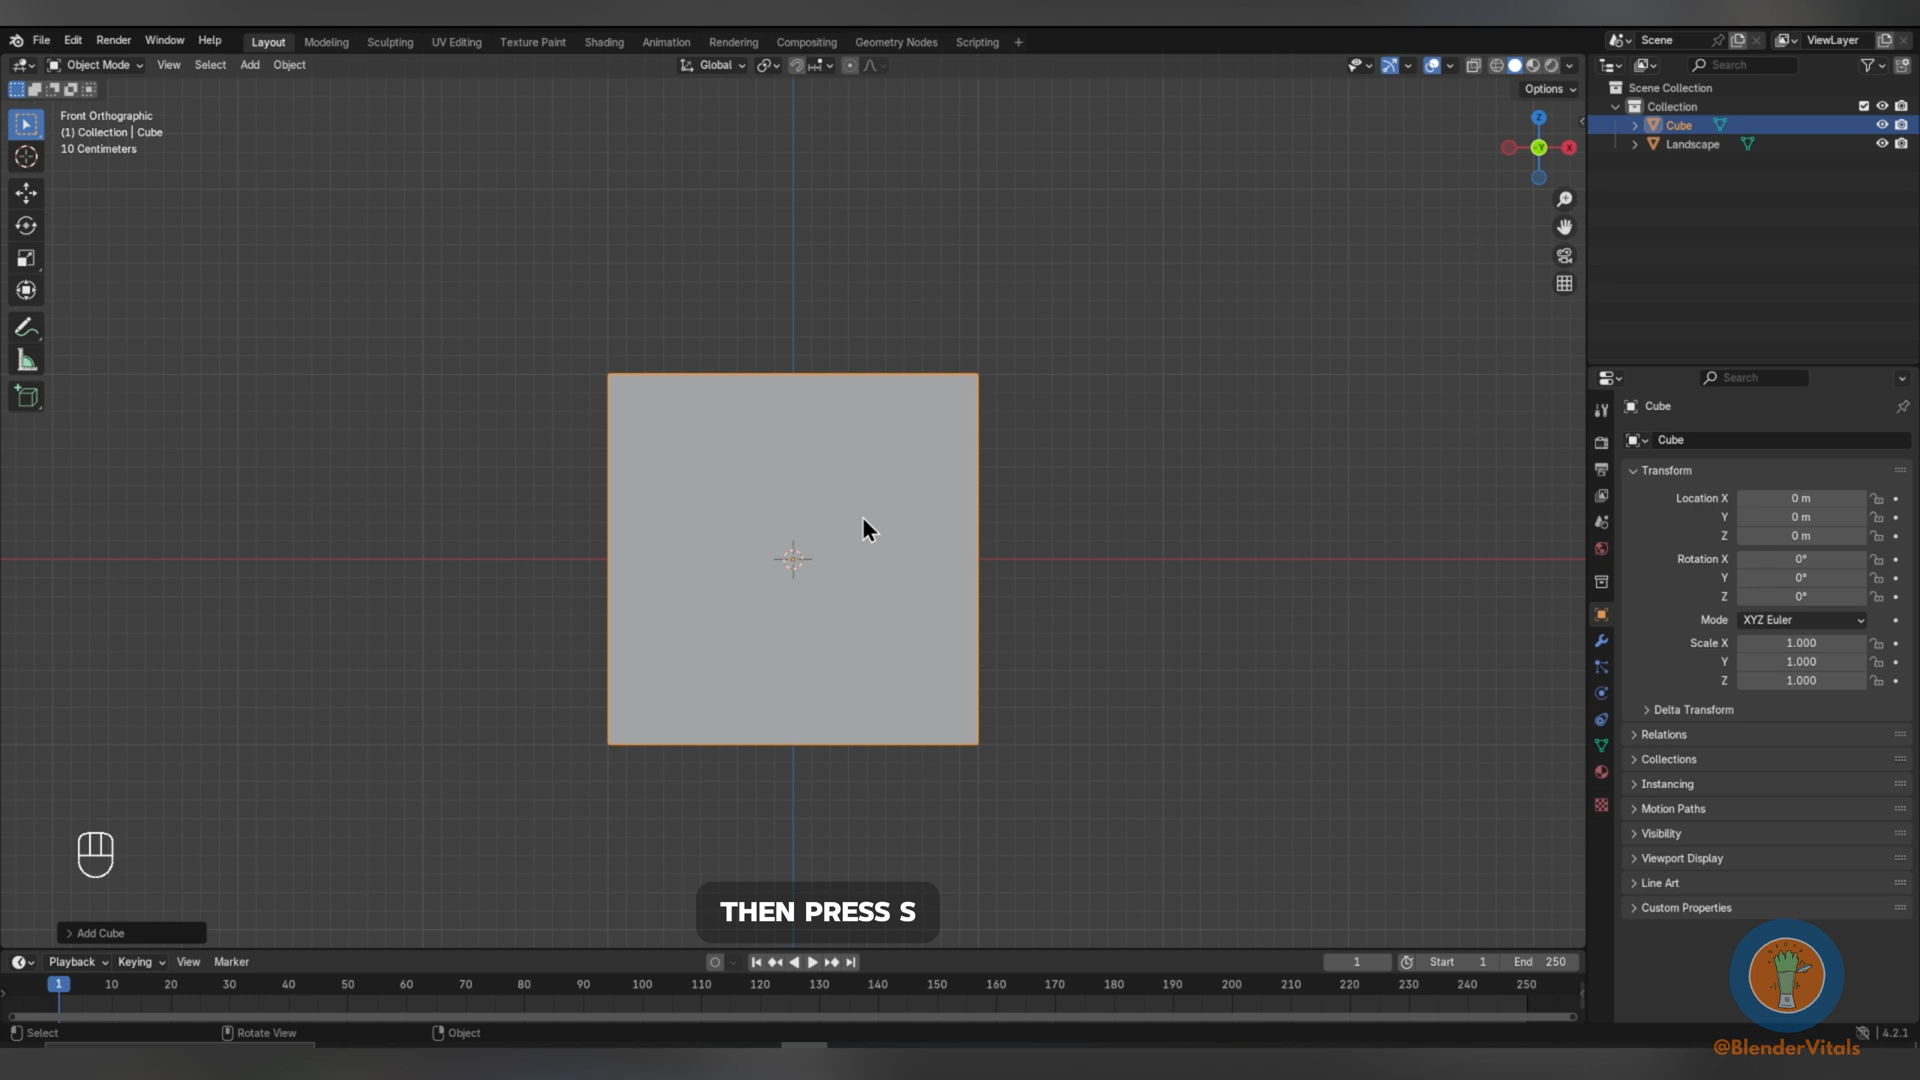 File Edit Render Window Help Layout Modeling Sculpting UV Editing Texture Paint Shading Animation Rendering Compositing Geometry Nodes Scripting + Scene ViewLayer
Object Mode View Select Add Object Global Search
Options
Front Orthographic
(1) Collection | Cube
10 Centimeters
Z
-Y X
Scene Collection
Collection
Cube
Landscape
Search
Cube
Cube
Transform
Location X 0 m
Y 0 m
Z 0 m
Rotation X 0°
Y 0°
Z 0°
Mode XYZ Euler
Scale X 1.000
Y 1.000
Z 1.000
Delta Transform
Relations
Collections
Instancing
Motion Paths
Visibility
Viewport Display
Line Art
Custom Properties
THEN PRESS S
Add Cube
Playback Keying View Marker 1 Start 1 End 250
1 10 20 30 40 50 60 70 80 90 100 110 120 130 140 150 160 170 180 190 200 210 220 230 240 250
Select Rotate View Object 4.2.1
@BlenderVitals